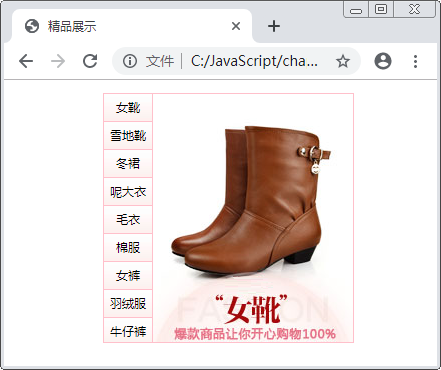 精品展示
文件
C:/JavaScript/cha...
女靴
雪地靴
冬裙
呢大衣
毛衣
棉服
女裤
羽绒服
牛仔裤
FASHION
“女靴”
爆款商品让你开心购物100%